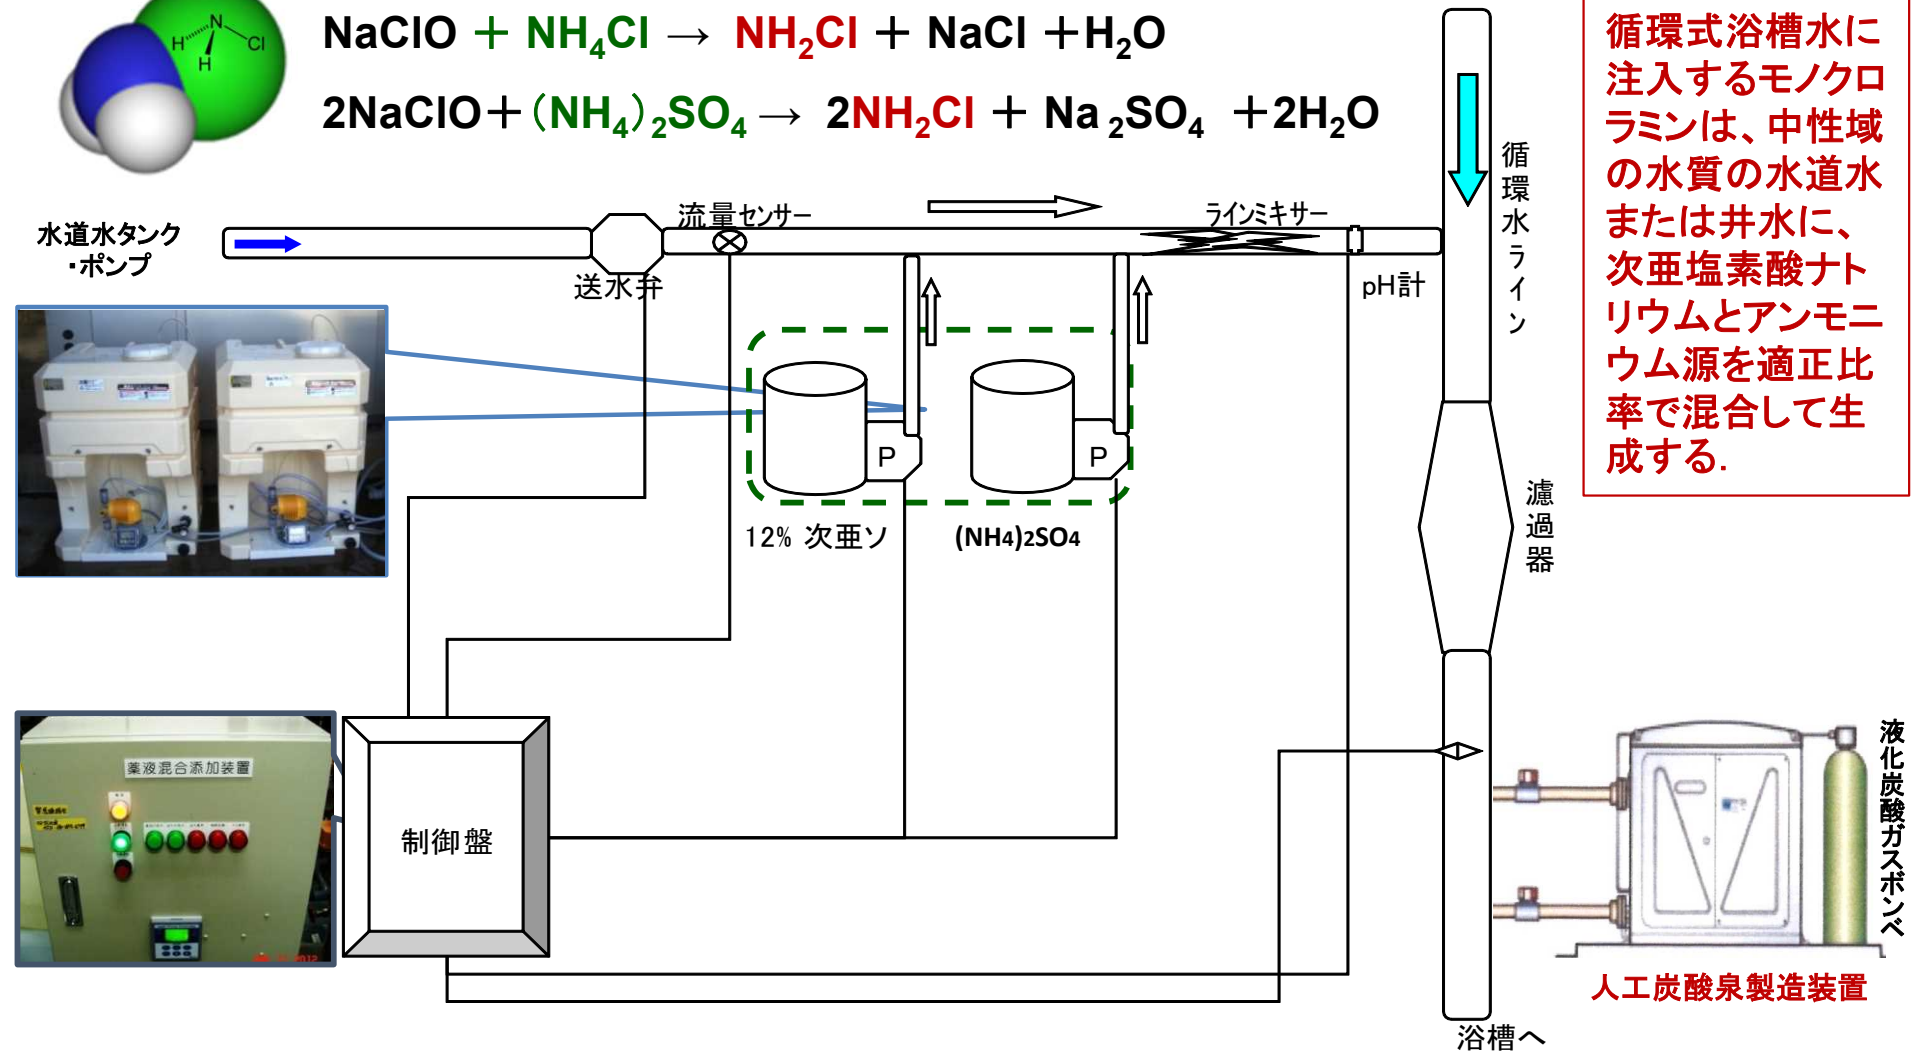 NaClO + NH₄Cl → NH₂Cl + NaCl +H₂O
2NaClO+(NH₄)₂SO₄ → 2NH₂Cl + Na₂SO₄ +2H₂O
H
N
Cl
H
循環式浴槽水に
注入するモノクロ
ラミンは、中性域
の水質の水道水
または井水に、
次亜塩素酸ナト
リウムとアンモニ
ウム源を適正比
率で混合して生
成する.
水道水タンク
・ポンプ
送水弁
流量センサー
ラインミキサー
pH計
循環水ライン
P
P
12% 次亜ソ
(NH4)2SO4
濾過器
薬液混合添加装置
制御盤
液化炭酸ガスボンベ
人工炭酸泉製造装置
浴槽へ